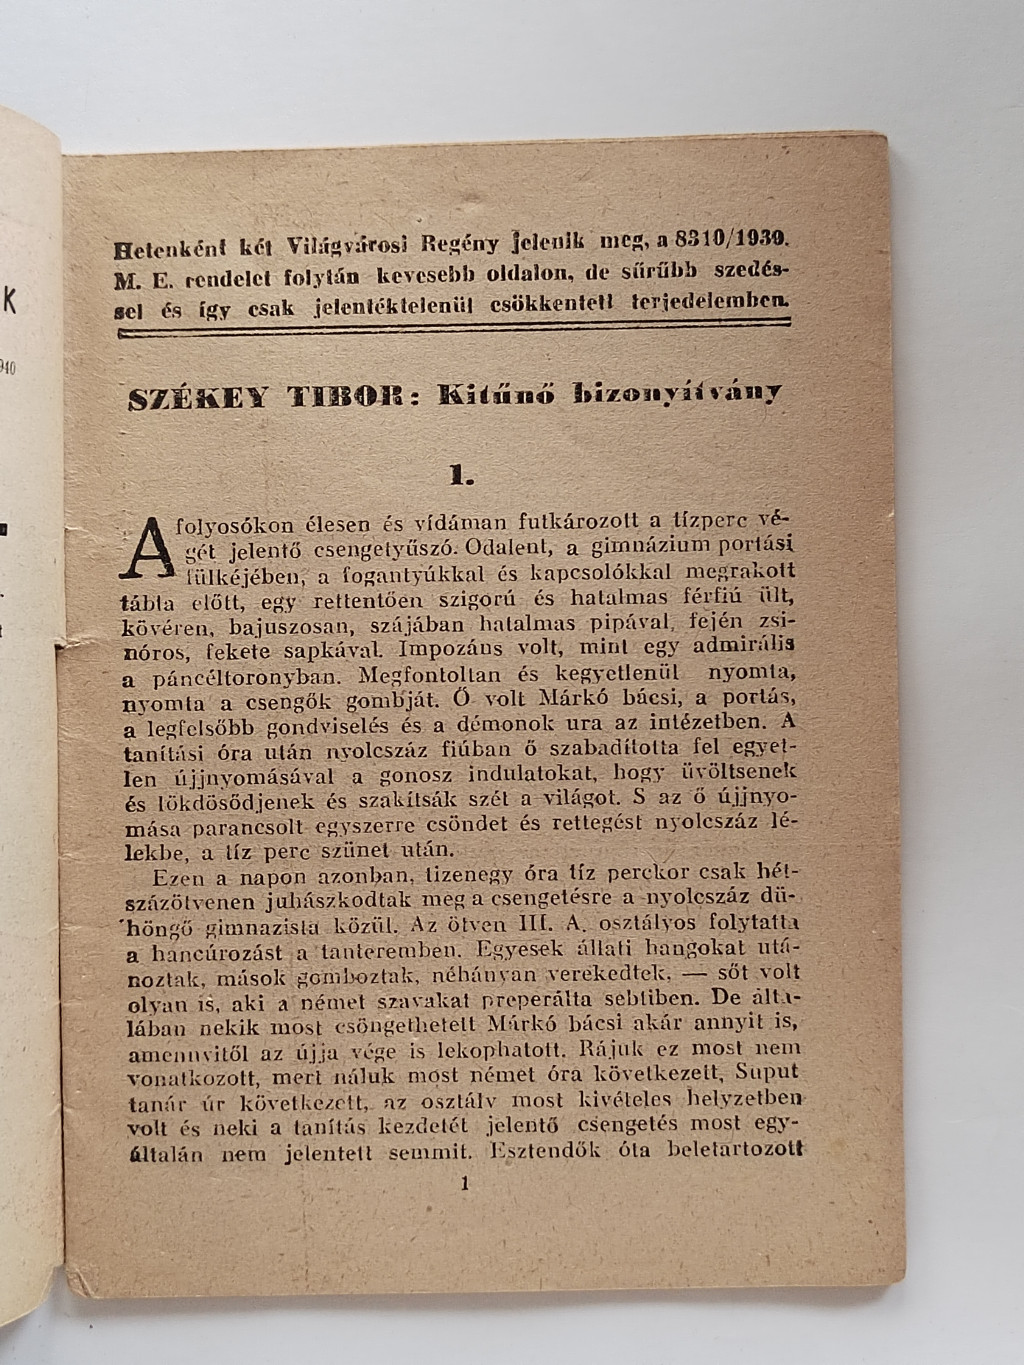 K
940
Hetenként két Világvárosi Regény jelenik meg, a 8310/1939.
M. E. rendelet folytán kevesebb oldalon, de sűrűbb szedés-
sel és így csak jelentéktelenül csökkentett terjedelemben.
SZÉKEY TIBOR: Kitűnő bizonyítvány
1.
A folyosókon élesen és vídáman futkározott a tízperc vé-
gét jelentő csengetyűszó. Odalent, a gimnázium portási
fülkéjében, a fogantyúkkal és kapcsolókkal megrakott
tábla előtt, egy rettentően szigorú és hatalmas férfiú ült,
kövéren, bajuszosan, szájában hatalmas pipával, fején zsi-
nóros, fekete sapkával. Impozáns volt, mint egy admirális
a páncéltoronyban. Megfontoltan és kegyetlenül nyomta,
nyomta a csengők gombját. Ő volt Márkó bácsi, a portás,
a legfelsőbb gondviselés és a démonok ura az intézetben. A
tanítási óra után nyolcszáz fiúban ő szabadította fel egyet-
len újjnyomásával a gonosz indulatokat, hogy üvöltsenek
és lökdösődjenek és szakítsák szét a világot. S az ő újjnyo-
mása parancsolt egyszerre csöndet és rettegést nyolcszáz lé-
lekbe, a tíz perc szünet után.
Ezen a napon azonban, tizenegy óra tíz perckor csak hét-
százötvenen juhászkodtak meg a csengetésre a nyolcszáz dü-
höngő gimnazista közül. Az ötven III. A. osztályos folytatta
a hancúrozást a tanteremben. Egyesek állati hangokat utá-
noztak, mások gomboztak, néhányan verekedtek, — sőt volt
olyan is, aki a német szavakat preperálta sebtiben. De álta-
lában nekik most csöngethetett Márkó bácsi akár annyit is,
amennyitől az újja vége is lekophatott. Rájuk ez most nem
vonatkozott, mert náluk most német óra következett, Suput
tanár úr következett, az osztály most kivételes helyzetben
volt és neki a tanítás kezdetét jelentő csengetés most egy-
általán nem jelentett semmit. Esztendők óta beletartozott
1